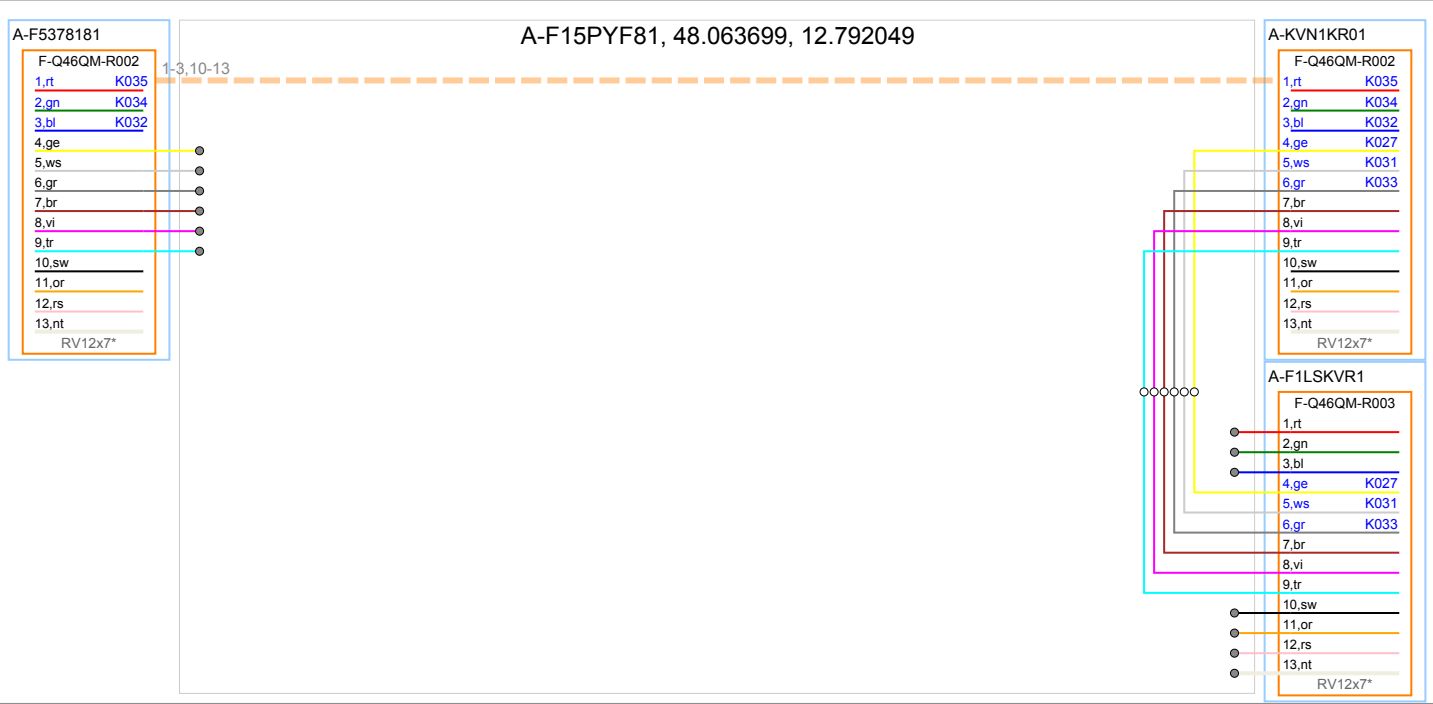 A-F15PYF81, 48.063699, 12.792049
A-F5378181
F-Q46QM-R002
1-3,10-13
1,rt K035
2,gn K034
3,bl K032
4,ge
5,ws
6,gr
7,br
8,vi
9,tr
10,sw
11,or
12,rs
13,nt
RV12x7*
A-KVN1KR01
F-Q46QM-R002
1,rt K035
2,gn K034
3,bl K032
4,ge K027
5,ws K031
6,gr K033
7,br
8,vi
9,tr
10,sw
11,or
12,rs
13,nt
RV12x7*
A-F1LSKVR1
F-Q46QM-R003
1,rt
2,gn
3,bl
4,ge K027
5,ws K031
6,gr K033
7,br
8,vi
9,tr
10,sw
11,or
12,rs
13,nt
RV12x7*